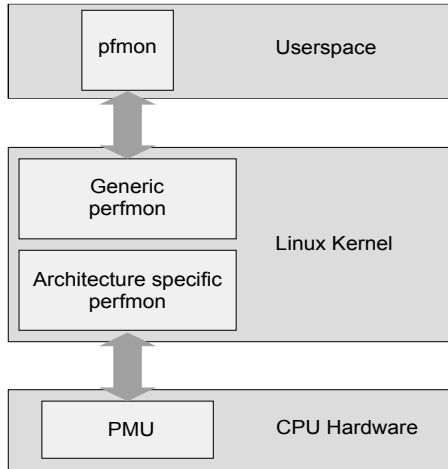 pfmon
Userspace
Generic
perfmon
Linux Kernel
Architecture specific
perfmon
PMU
CPU Hardware